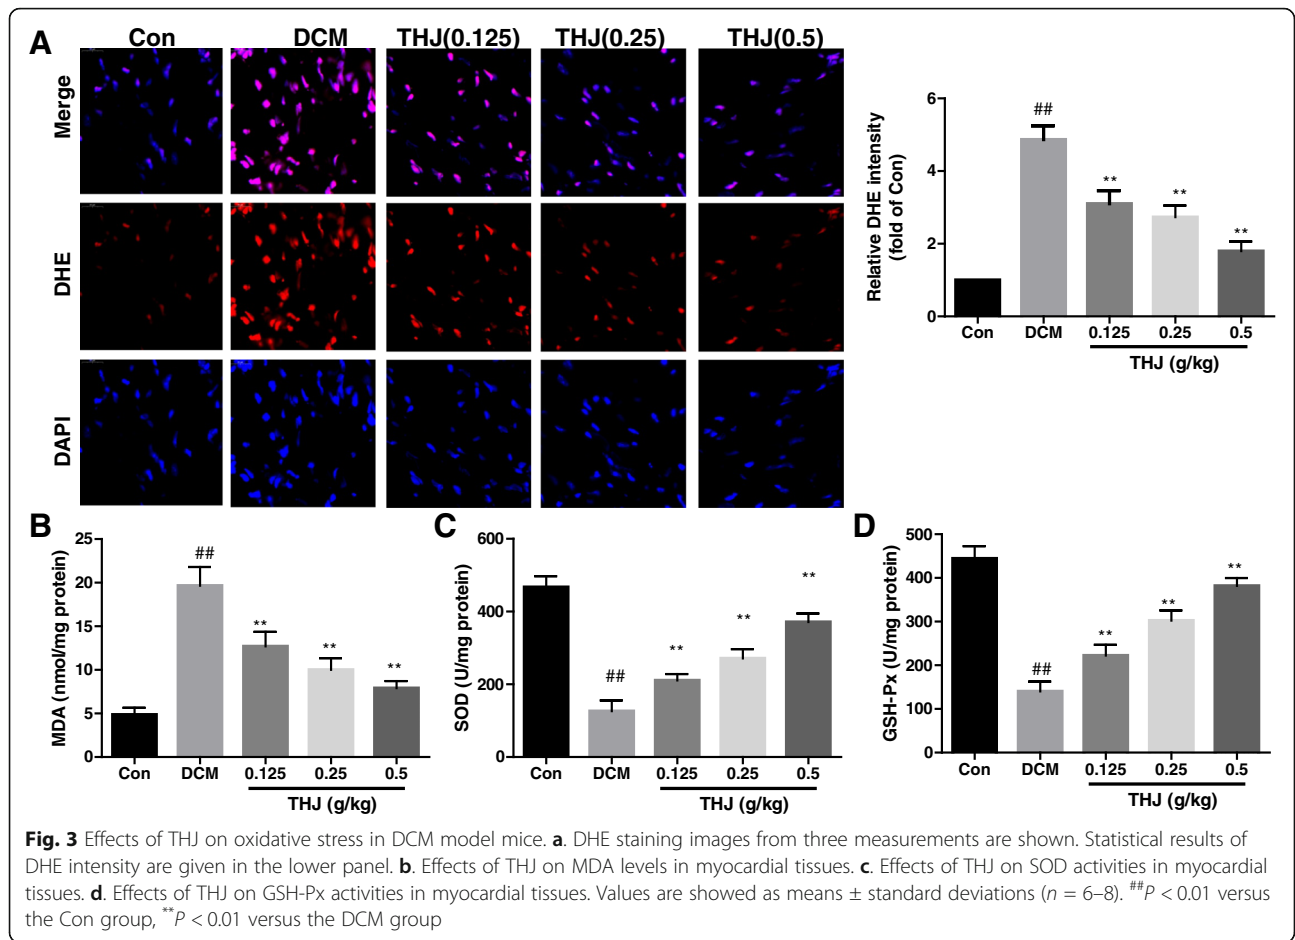 A
Con DCM THJ(0.125) THJ(0.25) THJ(0.5)
Merge
DHE
DAPI
Relative DHE intensity
(fold of Con)
6
4
2
0
##
**
**
**
Con DCM 0.125 0.25 0.5
THJ (g/kg)
B
MDA (nmol/mg protein)
25
20
15
10
5
0
##
**
**
**
Con DCM 0.125 0.25 0.5
THJ (g/kg)
C
SOD (U/mg protein)
600
400
200
0
##
**
**
**
Con DCM 0.125 0.25 0.5
THJ (g/kg)
D
GSH-Px (U/mg protein)
500
400
300
200
100
0
##
**
**
**
Con DCM 0.125 0.25 0.5
THJ (g/kg)
Fig. 3 Effects of THJ on oxidative stress in DCM model mice. a. DHE staining images from three measurements are shown. Statistical results of
DHE intensity are given in the lower panel. b. Effects of THJ on MDA levels in myocardial tissues. c. Effects of THJ on SOD activities in myocardial
tissues. d. Effects of THJ on GSH-Px activities in myocardial tissues. Values are showed as means ± standard deviations (n = 6–8). ##P < 0.01 versus
the Con group, **P < 0.01 versus the DCM group